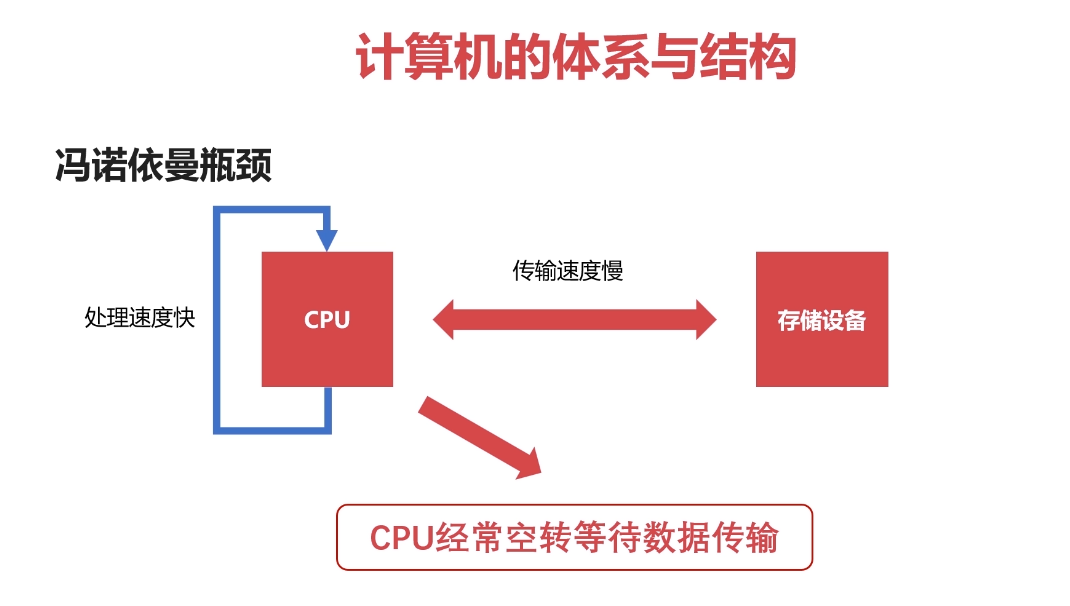 计算机的体系与结构
冯诺依曼瓶颈
传输速度慢
处理速度快
CPU
存储设备
CPU经常空转等待数据传输